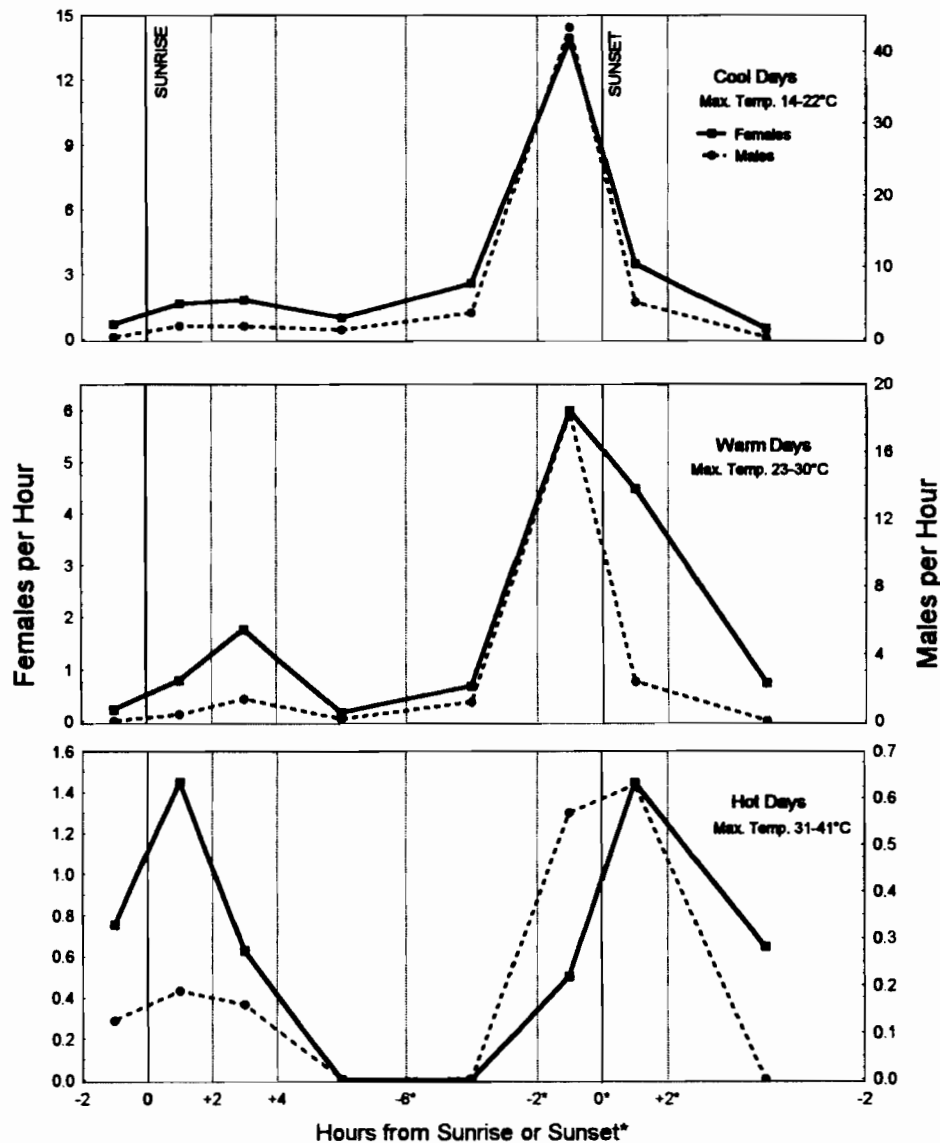 15
12
9
6
3
0
SUNRISE
SUNSET
Cool Days
Max. Temp. 14-22°C
Females
Males
40
30
20
10
0
6
5
4
3
2
1
0
Warm Days
Max. Temp. 23-30°C
20
16
12
8
4
0
Females per Hour
Males per Hour
1.6
1.4
1.2
1.0
0.8
0.6
0.4
0.2
0.0
Hot Days
Max. Temp. 31-41°C
0.7
0.6
0.5
0.4
0.3
0.2
0.1
0.0
-2 0 +2 +4 -6* -2* 0* +2* -2
Hours from Sunrise or Sunset*